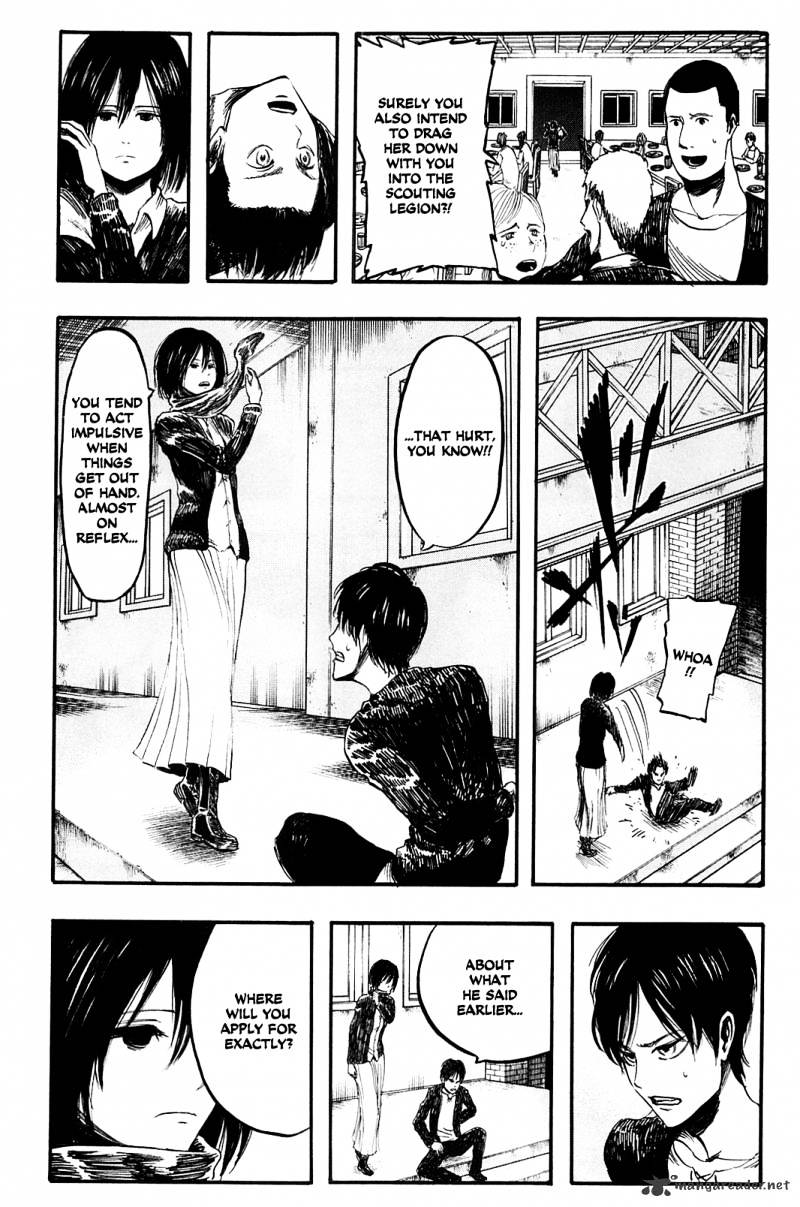 SURELY YOU
ALSO INTEND
TO DRAG
HER DOWN
WITH YOU
INTO THE
SCOUTING
LEGION?!
WHOA
!!
...THAT HURT,
YOU KNOW!!
YOU TEND
TO ACT
IMPULSIVE
WHEN
THINGS
GET OUT
OF HAND.
ALMOST
ON
REFLEX...
ABOUT
WHAT
HE SAID
EARLIER...
WHERE
WILL YOU
APPLY FOR
EXACTLY?
mangareader.net